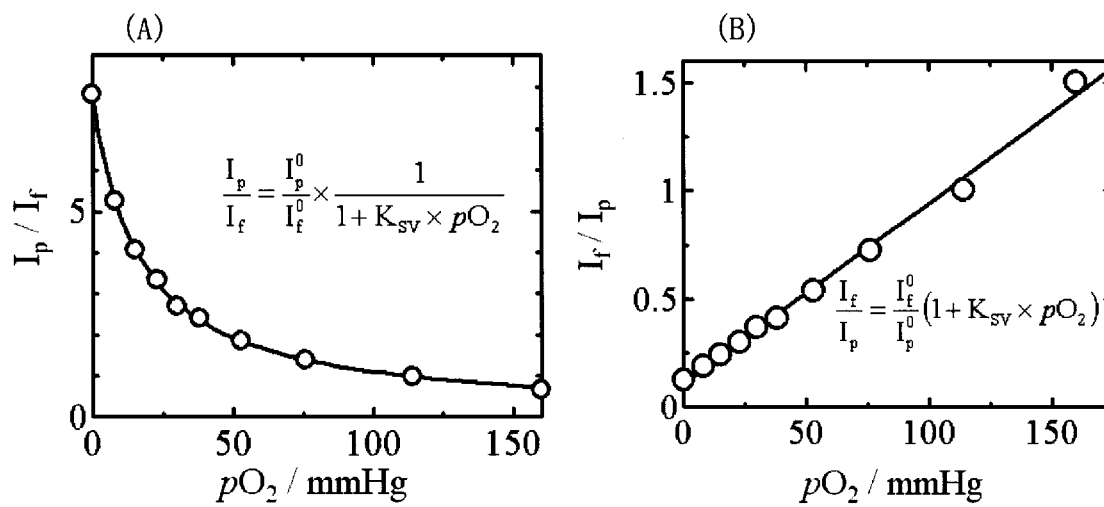 (A)
I_p / I_f
5
0
I_p/I_f = I_p^0/I_f^0 × 1/(1 + K_SV × pO_2)
0 50 100 150
pO_2 / mmHg
(B)
I_f / I_p
1.5
1
0.5
0
I_f/I_p = I_f^0/I_p^0 (1 + K_SV × pO_2)
0 50 100 150
pO_2 / mmHg